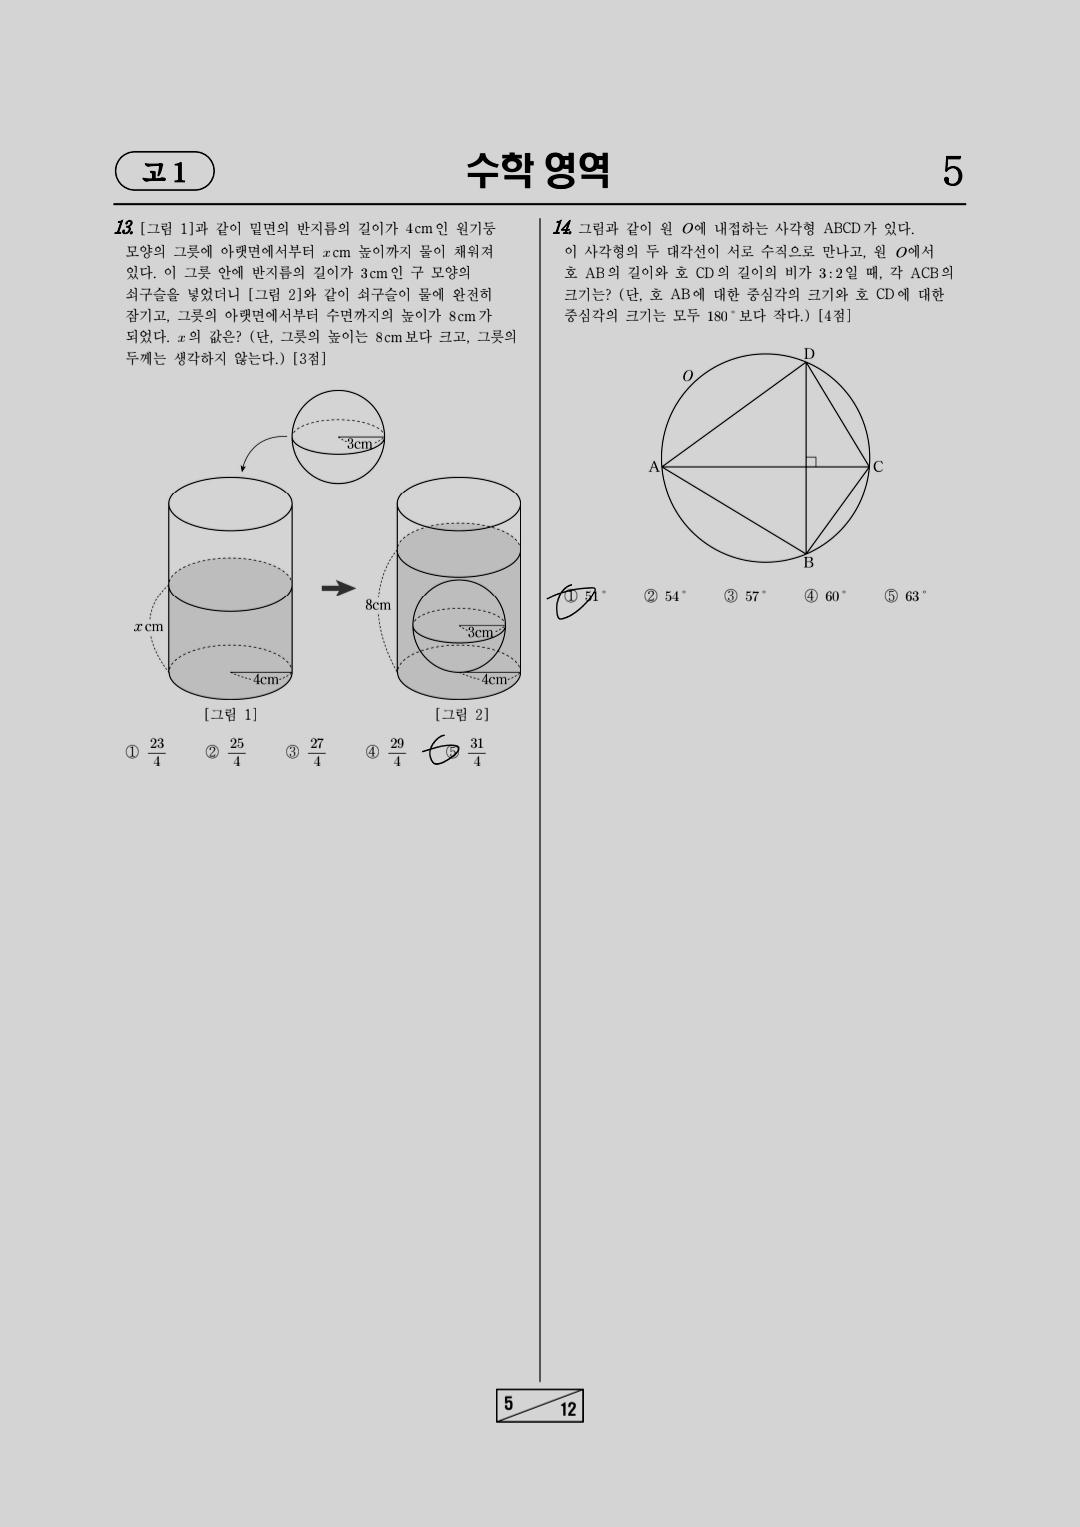 고 1
수학 영역
5
13. [그림 1]과 같이 밑면의 반지름의 길이가 4cm인 원기둥
모양의 그릇에 아랫면에서부터 x cm 높이까지 물이 채워져
있다. 이 그릇 안에 반지름의 길이가 3cm인 구 모양의
쇠구슬을 넣었더니 [그림 2]와 같이 쇠구슬이 물에 완전히
잠기고, 그릇의 아랫면에서부터 수면까지의 높이가 8cm가
되었다. x의 값은? (단, 그릇의 높이는 8cm보다 크고, 그릇의
두께는 생각하지 않는다.) [3점]
3cm
x cm
4cm
8cm
3cm
4cm
[그림 1]
[그림 2]
① 23/4 ② 25/4 ③ 27/4 ④ 29/4 ⑤ 31/4
14. 그림과 같이 원 O에 내접하는 사각형 ABCD가 있다.
이 사각형의 두 대각선이 서로 수직으로 만나고, 원 O에서
호 AB의 길이와 호 CD의 길이의 비가 3:2일 때, 각 ACB의
크기는? (단, 호 AB에 대한 중심각의 크기와 호 CD에 대한
중심각의 크기는 모두 180°보다 작다.) [4점]
D
O
A
C
B
① 51° ② 54° ③ 57° ④ 60° ⑤ 63°
5
12